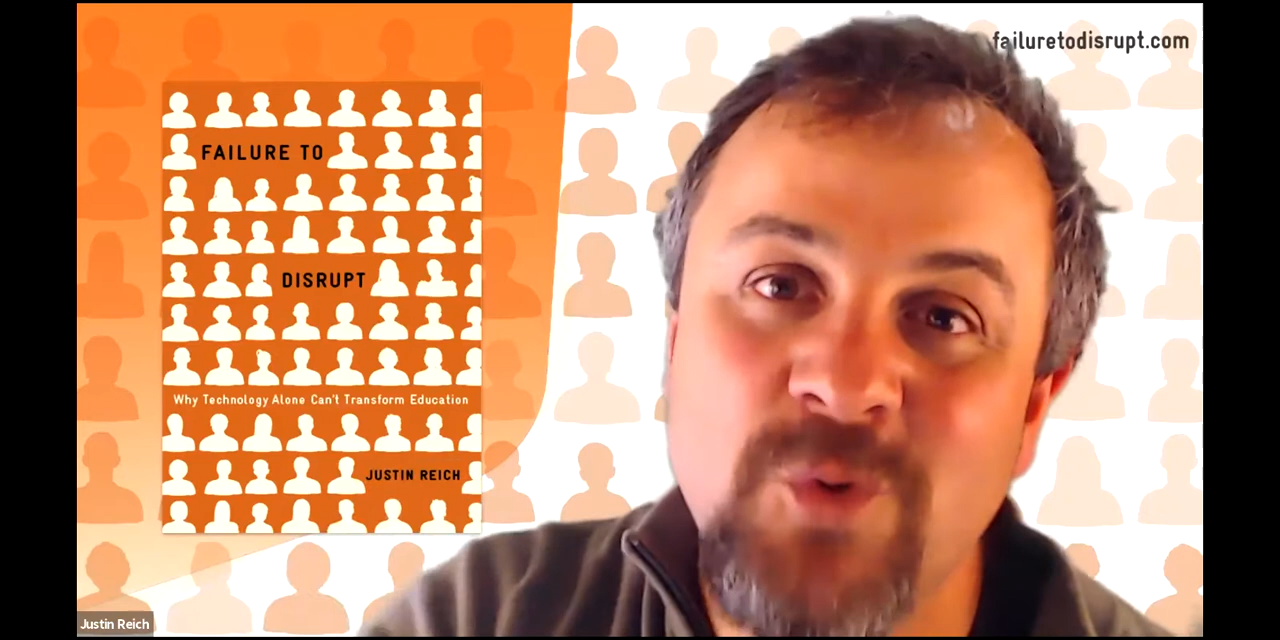 failuretodisrupt.com
FAILURE TO
DISRUPT
Why Technology Alone Can't Transform Education
JUSTIN REICH
Justin Reich